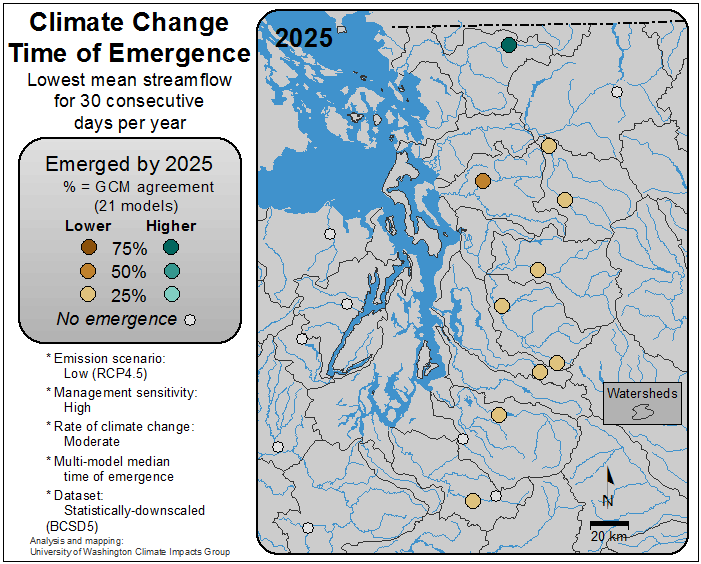 Climate Change
Time of Emergence
Lowest mean streamflow
for 30 consecutive
days per year
Emerged by 2025
% = GCM agreement
(21 models)
Lower Higher
75%
50%
25%
No emergence
* Emission scenario:
Low (RCP4.5)
* Management sensitivity:
High
* Rate of climate change:
Moderate
* Multi-model median
time of emergence
* Dataset:
Statistically-downscaled
(BCSD5)
Analysis and mapping:
University of Washington Climate Impacts Group
2025
Watersheds
N
20 km